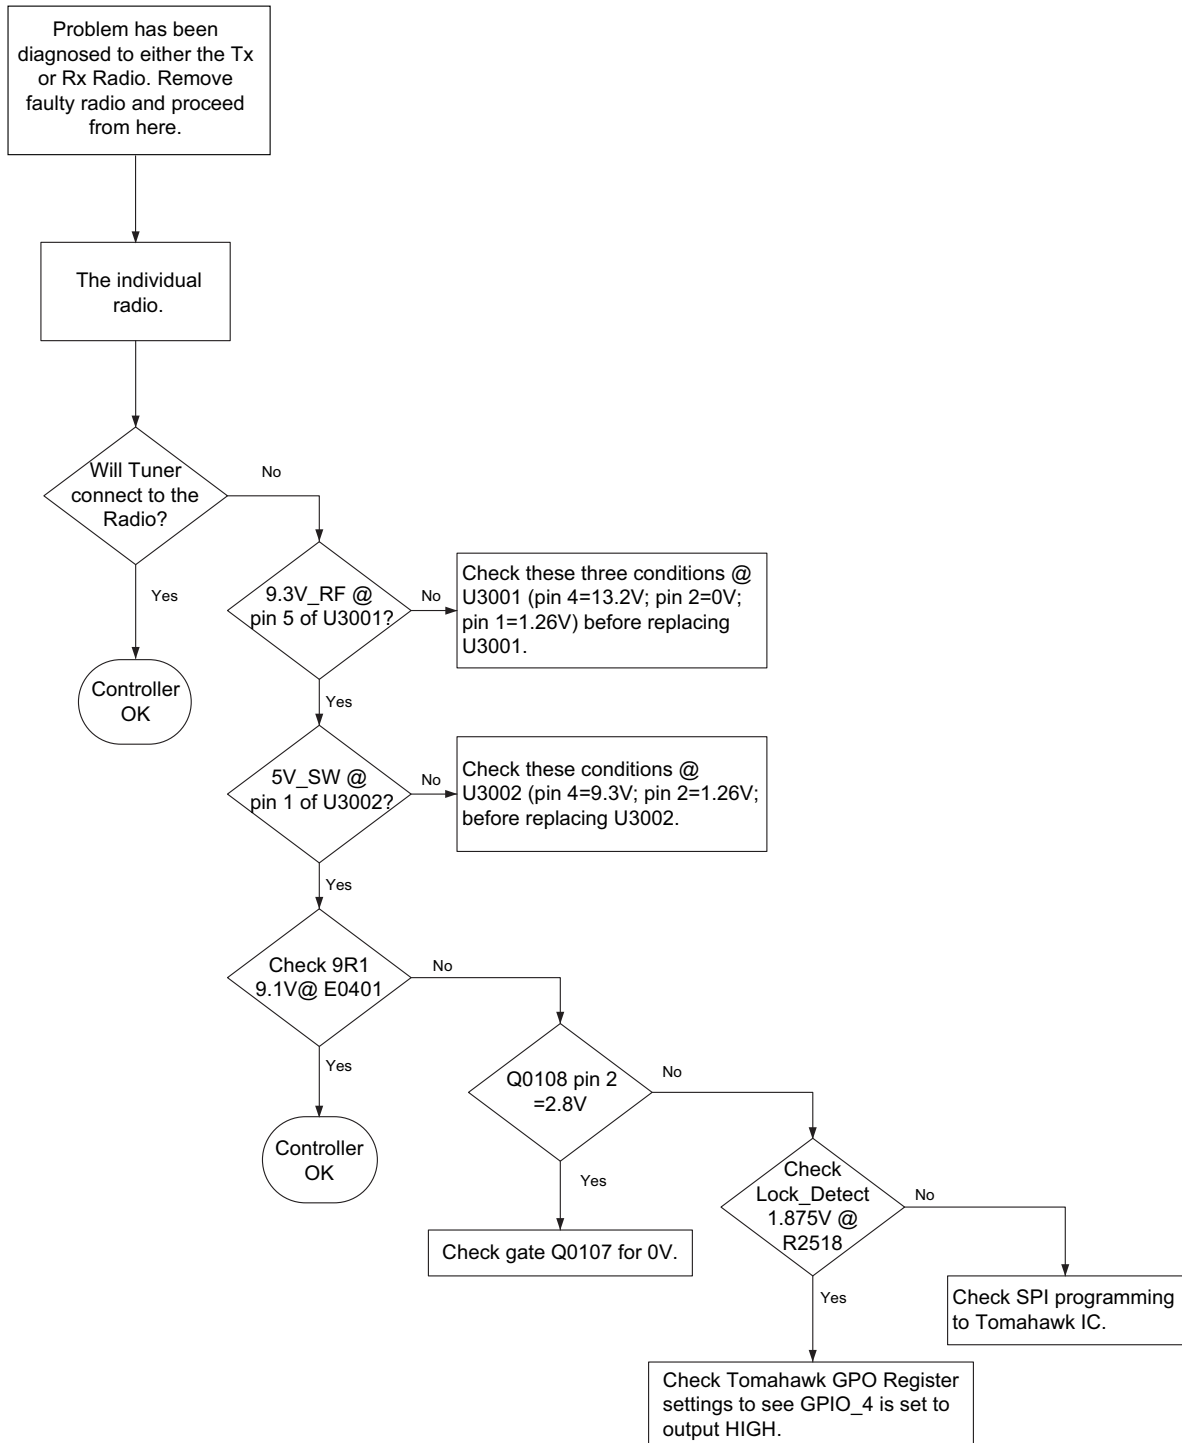 Problem has been
diagnosed to either the Tx
or Rx Radio. Remove
faulty radio and proceed
from here.
The individual
radio.
Will Tuner
connect to the
Radio?
No
Yes
Controller
OK
9.3V_RF @
pin 5 of U3001?
No
Check these three conditions @
U3001 (pin 4=13.2V; pin 2=0V;
pin 1=1.26V) before replacing
U3001.
Yes
5V_SW @
pin 1 of U3002?
No
Check these conditions @
U3002 (pin 4=9.3V; pin 2=1.26V;
before replacing U3002.
Yes
Check 9R1
9.1V@ E0401
No
Yes
Controller
OK
Q0108 pin 2
=2.8V
No
Yes
Check gate Q0107 for 0V.
Check
Lock_Detect
1.875V @
R2518
No
Yes
Check SPI programming
to Tomahawk IC.
Check Tomahawk GPO Register
settings to see GPIO_4 is set to
output HIGH.